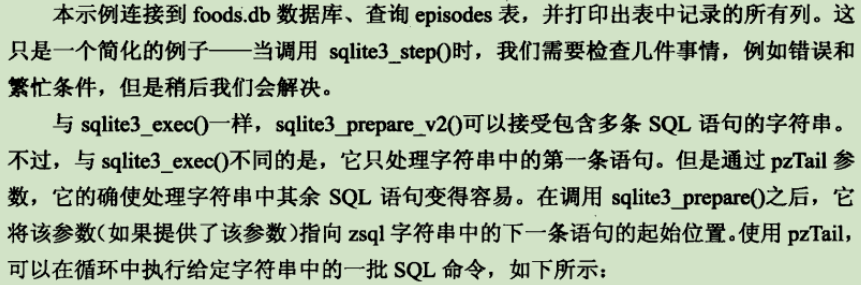 本示例连接到 foods.db 数据库、查询 episodes 表，并打印出表中记录的所有列。这
只是一个简化的例子——当调用 sqlite3_step()时，我们需要检查几件事情，例如错误和
繁忙条件，但是稍后我们会解决。
与 sqlite3_exec()一样，sqlite3_prepare_v2()可以接受包含多条 SQL 语句的字符串。
不过，与 sqlite3_exec()不同的是，它只处理字符串中的第一条语句。但是通过 pzTail 参
数，它的确使处理字符串中其余 SQL 语句变得容易。在调用 sqlite3_prepare()之后，它
将该参数(如果提供了该参数)指向 zsql 字符串中的下一条语句的起始位置。使用 pzTail，
可以在循环中执行给定字符串中的一批 SQL 命令，如下所示：